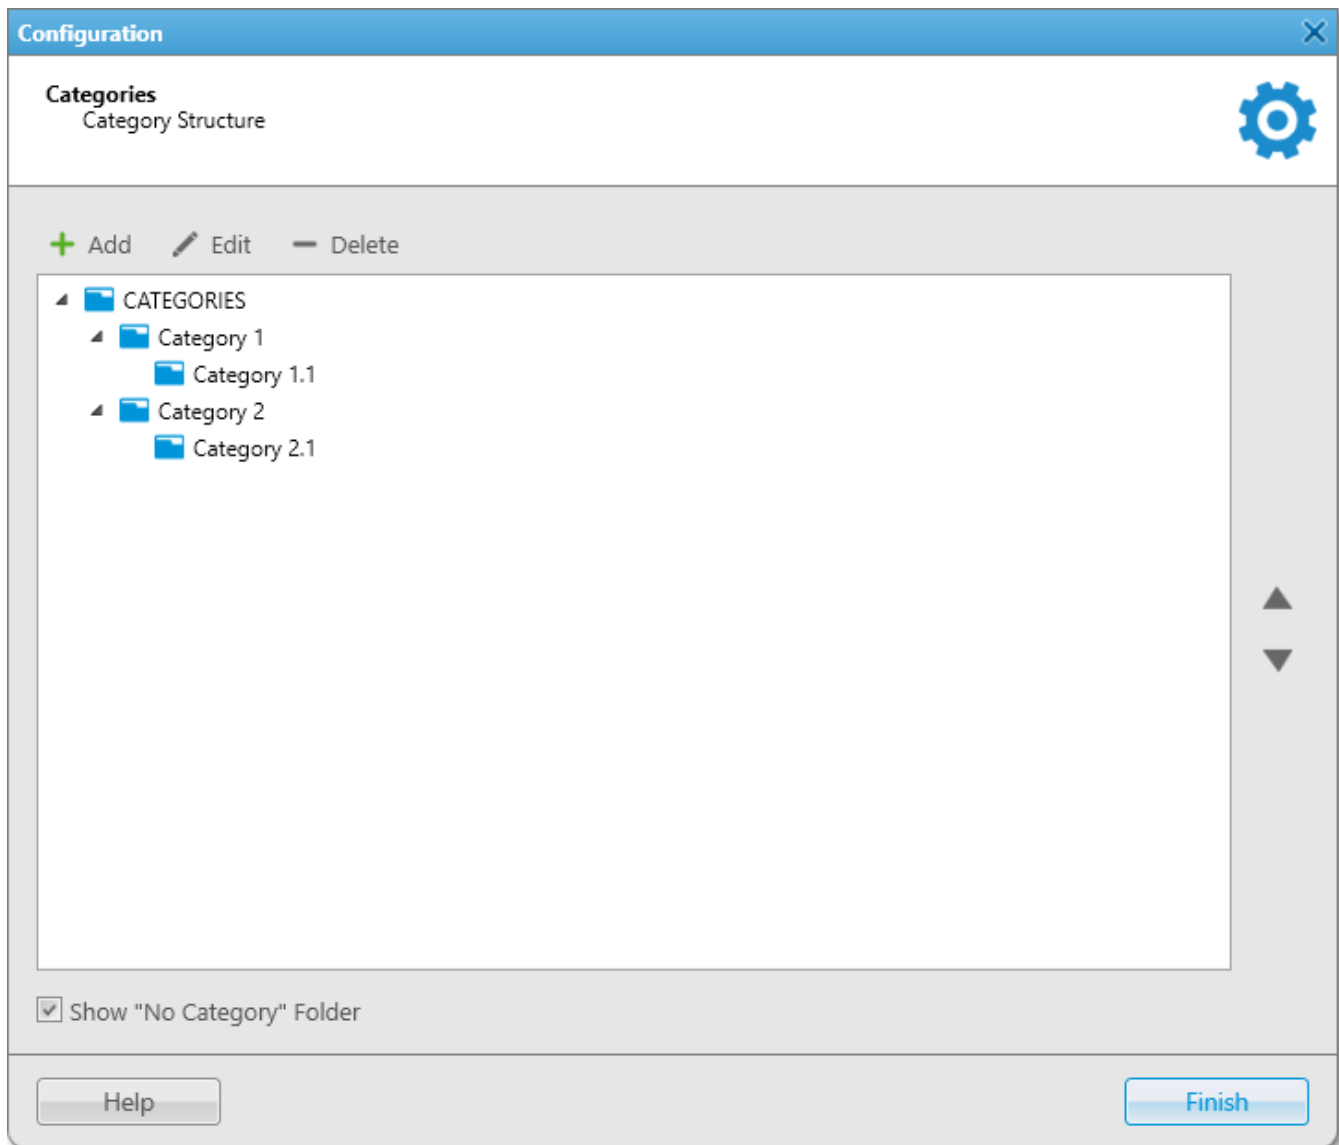 Configuration
Categories
Category Structure
Add Edit Delete
CATEGORIES
Category 1
Category 1.1
Category 2
Category 2.1
Show "No Category" Folder
Help Finish